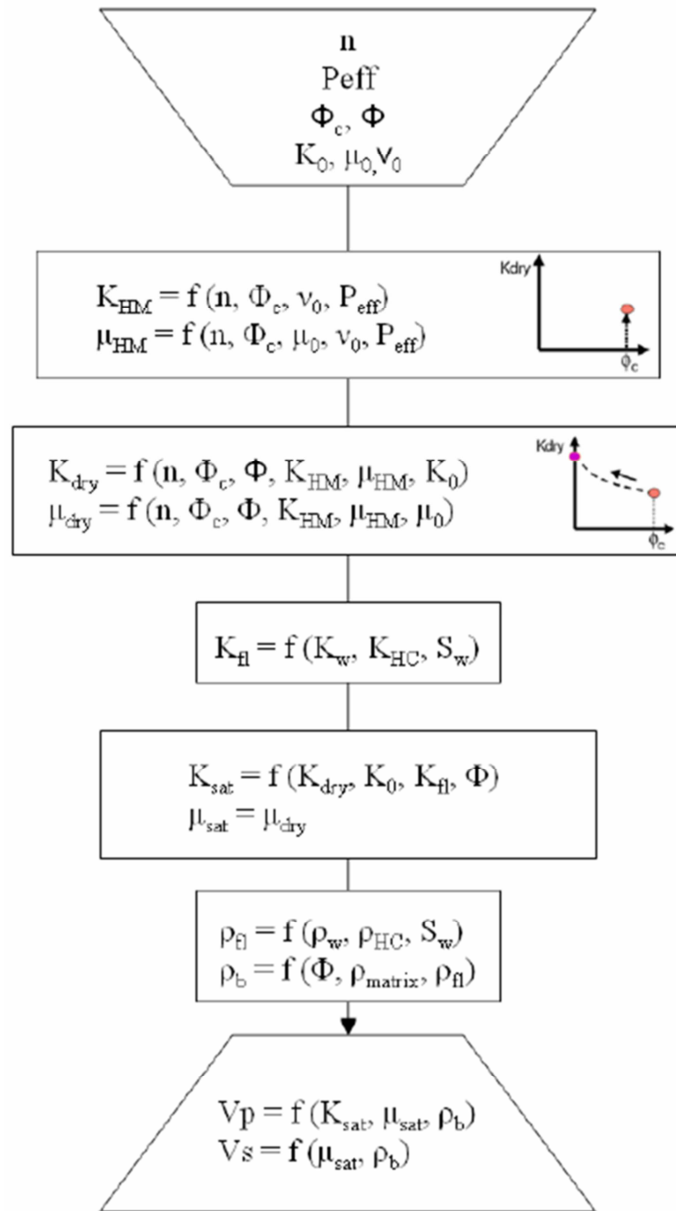 n
Peff
Φc, Φ
K0, μ0,ν0
KHM = f (n, Φc, ν0, Peff)
μHM = f (n, Φc, μ0, ν0, Peff)
Kdry
ϕc
Kdry = f (n, Φc, Φ, KHM, μHM, K0)
μdry = f (n, Φc, Φ, KHM, μHM, μ0)
Kdry
ϕc
Kfl = f (Kw, KHC, Sw)
Ksat = f (Kdry, K0, Kfl, Φ)
μsat = μdry
ρfl = f (ρw, ρHC, Sw)
ρb = f (Φ, ρmatrix, ρfl)
Vp = f (Ksat, μsat, ρb)
Vs = f (μsat, ρb)